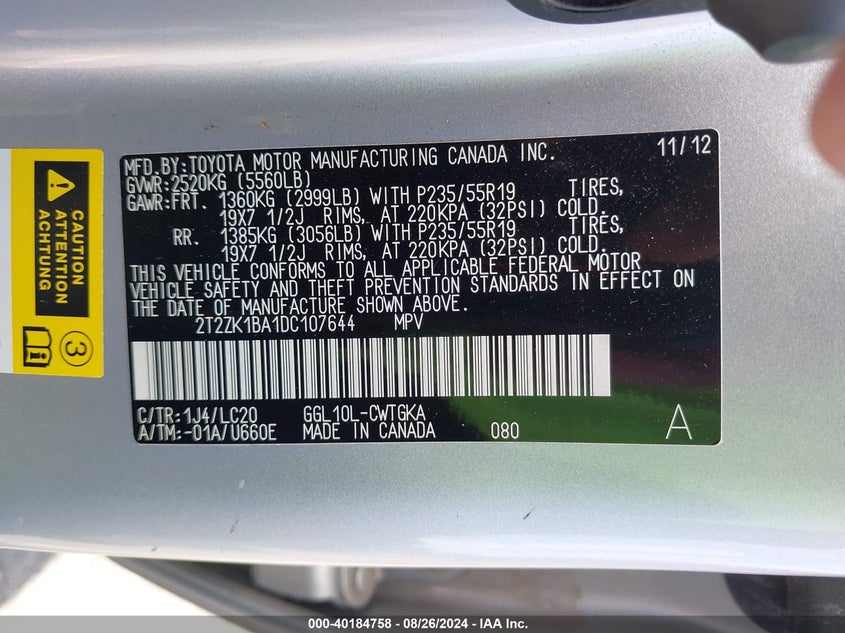 MFD.BY:TOYOTA MOTOR MANUFACTURING CANADA INC. 11/12
GVWR:2520KG (5560LB)
GAWR:FRT. 1360KG (2999LB) WITH P235/55R19 TIRES,
19X7 1/2J RIMS, AT 220KPA (32PSI) COLD.
RR. 1385KG (3056LB) WITH P235/55R19 TIRES,
19X7 1/2J RIMS, AT 220KPA (32PSI) COLD.
THIS VEHICLE CONFORMS TO ALL APPLICABLE FEDERAL MOTOR
VEHICLE SAFETY AND THEFT PREVENTION STANDARDS IN EFFECT ON
THE DATE OF MANUFACTURE SHOWN ABOVE.
2T2ZK1BA1DC107644 MPV
C/TR:1J4/LC20 GGL10L-CWTGKA
A/TM:-01A/U660E MADE IN CANADA 080 A
CAUTION
ATTENTION
ACHTUNG
3
000-40184758 - 08/26/2024 - IAA Inc.